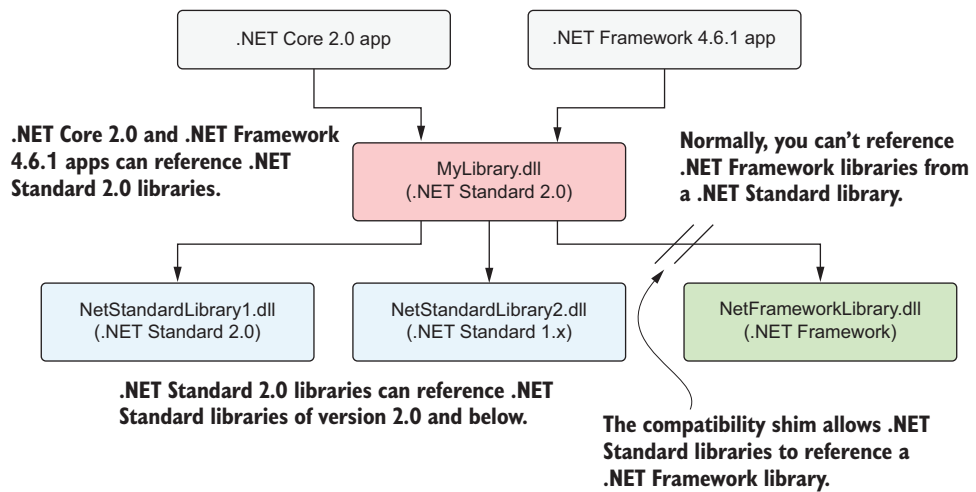 .NET Core 2.0 app
.NET Framework 4.6.1 app
.NET Core 2.0 and .NET Framework
4.6.1 apps can reference .NET
Standard 2.0 libraries.
MyLibrary.dll
(.NET Standard 2.0)
Normally, you can’t reference
.NET Framework libraries from
a .NET Standard library.
NetStandardLibrary1.dll
(.NET Standard 2.0)
NetStandardLibrary2.dll
(.NET Standard 1.x)
NetFrameworkLibrary.dll
(.NET Framework)
.NET Standard 2.0 libraries can reference .NET
Standard libraries of version 2.0 and below.
The compatibility shim allows .NET
Standard libraries to reference a
.NET Framework library.